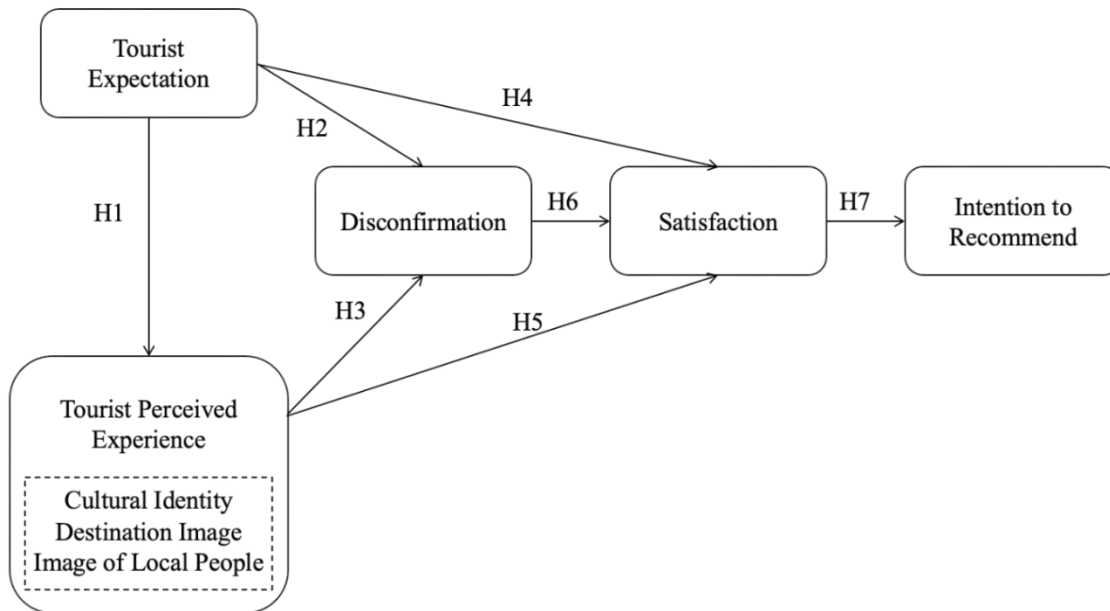 Tourist
Expectation
H4
H2
H1
Disconfirmation
H6
Satisfaction
H7
Intention to
Recommend
H3
H5
Tourist Perceived
Experience
Cultural Identity
Destination Image
Image of Local People